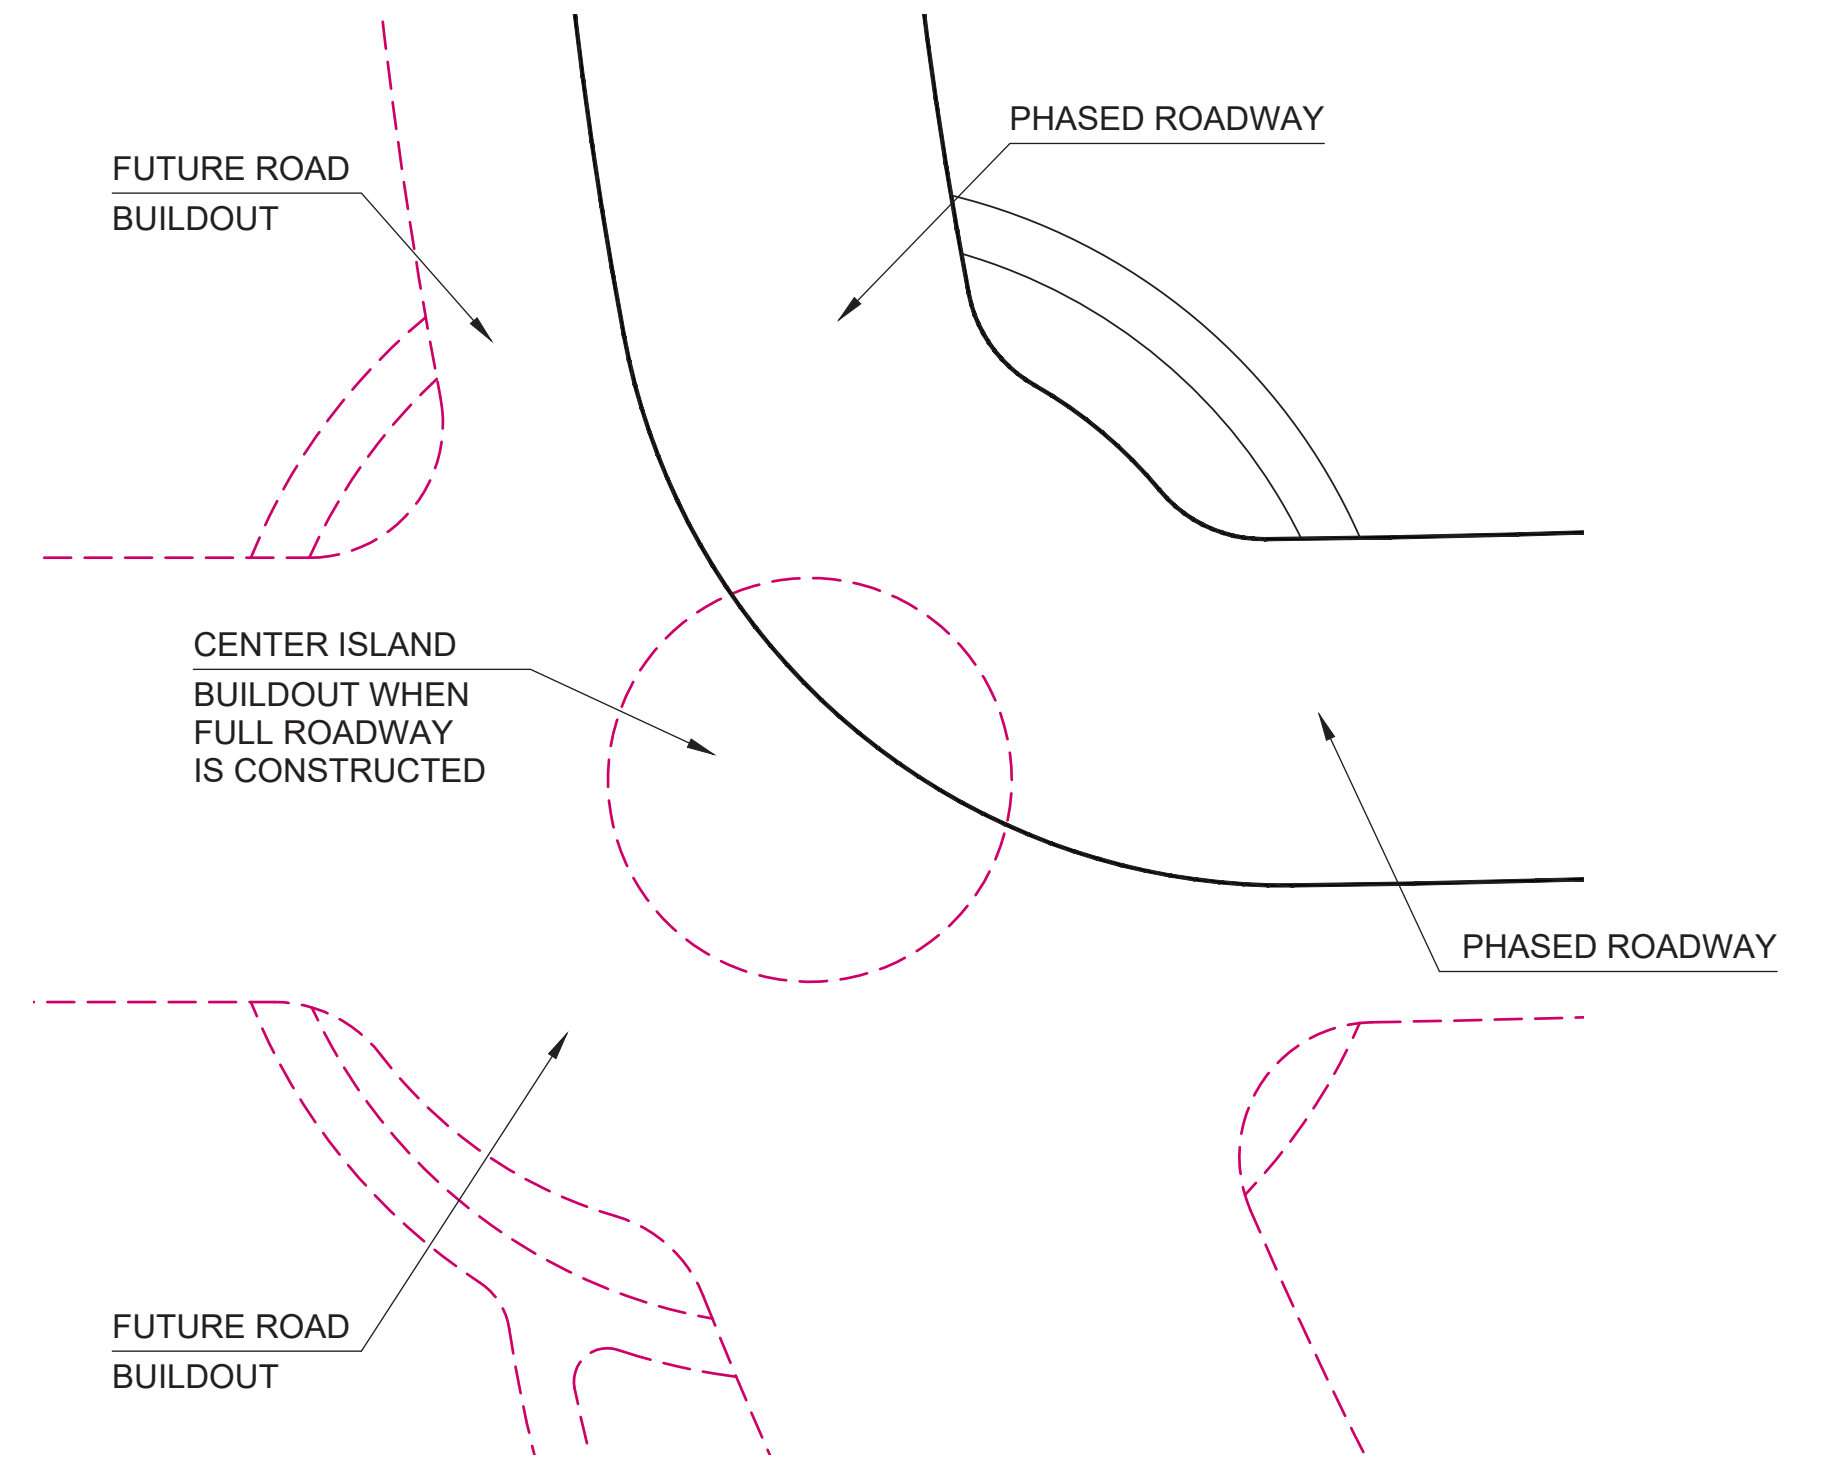 PHASED ROADWAY
FUTURE ROAD
BUILDOUT
CENTER ISLAND
BUILDOUT WHEN
FULL ROADWAY
IS CONSTRUCTED
PHASED ROADWAY
FUTURE ROAD
BUILDOUT